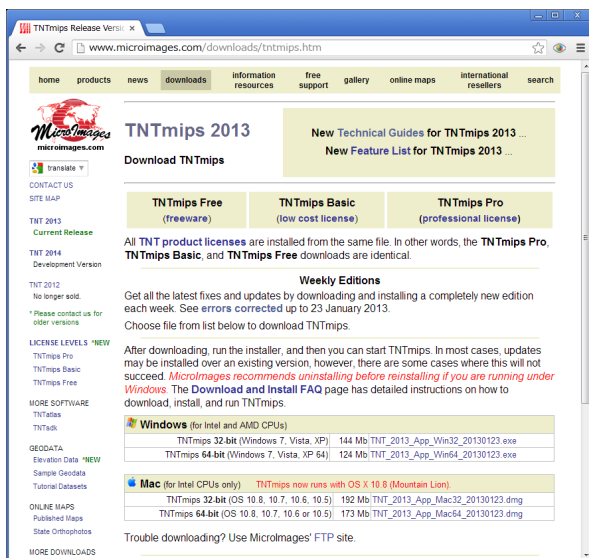 TNTmips Release Versi
www.microimages.com/downloads/tntmips.htm
home products news downloads information resources free support gallery online maps international resellers search
MicroImages
microimages.com
translate
CONTACT US
SITE MAP
TNT 2013
Current Release
TNT 2014
Development Version
TNT 2012
No longer sold.
* Please contact us for
older versions
LICENSE LEVELS *NEW
TNTmips Pro
TNTmips Basic
TNTmips Free
MORE SOFTWARE
TNTatlas
TNTsdk
GEODATA
Elevation Data *NEW
Sample Geodata
Tutorial Datasets
ONLINE MAPS
Published Maps
State Orthophotos
MORE DOWNLOADS
TNTmips 2013
Download TNTmips
New Technical Guides for TNTmips 2013 ...
New Feature List for TNTmips 2013 ...
TNTmips Free
(freeware)
TNTmips Basic
(low cost license)
TNTmips Pro
(professional license)
All TNT product licenses are installed from the same file. In other words, the TNTmips Pro,
TNTmips Basic, and TNTmips Free downloads are identical.
Weekly Editions
Get all the latest fixes and updates by downloading and installing a completely new edition
each week. See errors corrected up to 23 January 2013.
Choose file from list below to download TNTmips.
After downloading, run the installer, and then you can start TNTmips. In most cases, updates
may be installed over an existing version, however, there are some cases where this will not
succeed. MicroImages recommends uninstalling before reinstalling if you are running under
Windows. The Download and Install FAQ page has detailed instructions on how to
download, install, and run TNTmips.
Windows (for Intel and AMD CPUs)
TNTmips 32-bit (Windows 7, Vista, XP) 144 Mb TNT_2013_App_Win32_20130123.exe
TNTmips 64-bit (Windows 7, Vista, XP 64) 124 Mb TNT_2013_App_Win64_20130123.exe
Mac (for Intel CPUs only) TNTmips now runs with OS X 10.8 (Mountain Lion).
TNTmips 32-bit (OS 10.8, 10.7, 10.6, 10.5) 192 Mb TNT_2013_App_Mac32_20130123.dmg
TNTmips 64-bit (OS 10.8, 10.7, 10.6 or 10.5) 173 Mb TNT_2013_App_Mac64_20130123.dmg
Trouble downloading? Use MicroImages' FTP site.